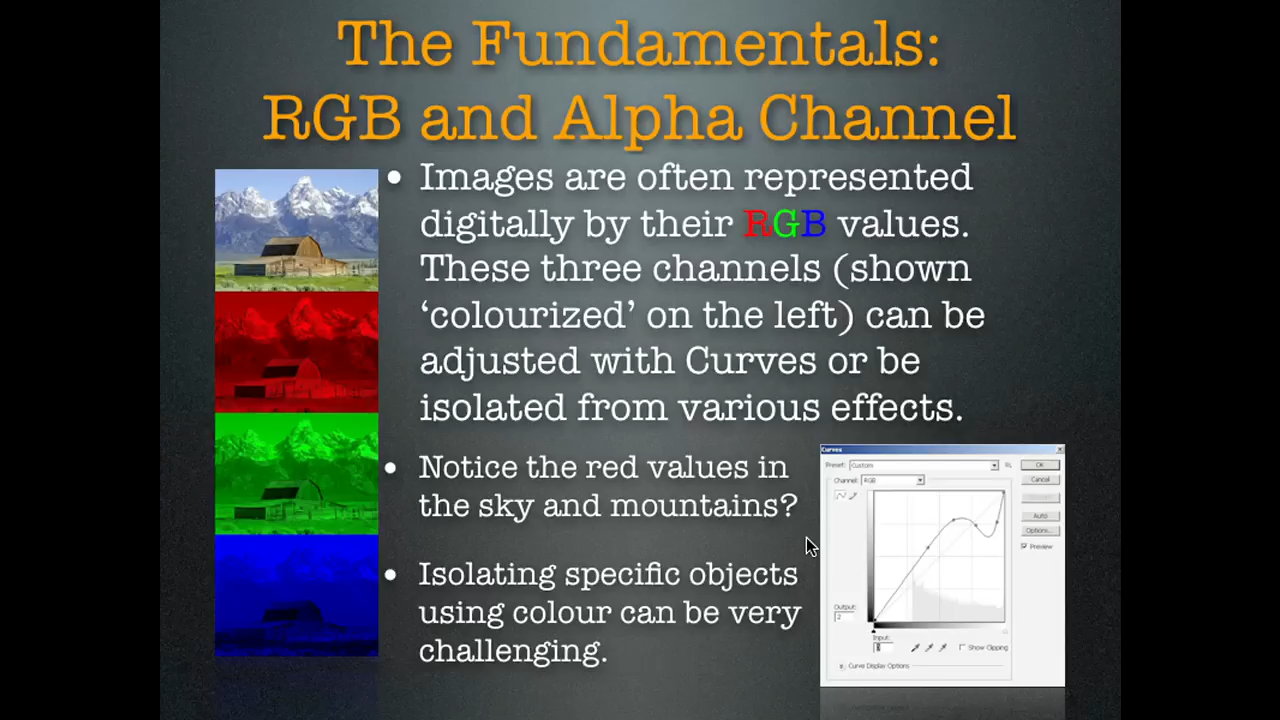 The Fundamentals:
RGB and Alpha Channel
• Images are often represented
digitally by their RGB values.
These three channels (shown
‘colourized’ on the left) can be
adjusted with Curves or be
isolated from various effects.
• Notice the red values in
the sky and mountains?
• Isolating specific objects
using colour can be very
challenging.
Curves
Preset: Custom
OK
Channel: RGB
Cancel
Auto
Options...
Preview
Output:
2
Input:
Show Clipping
Curve Display Options